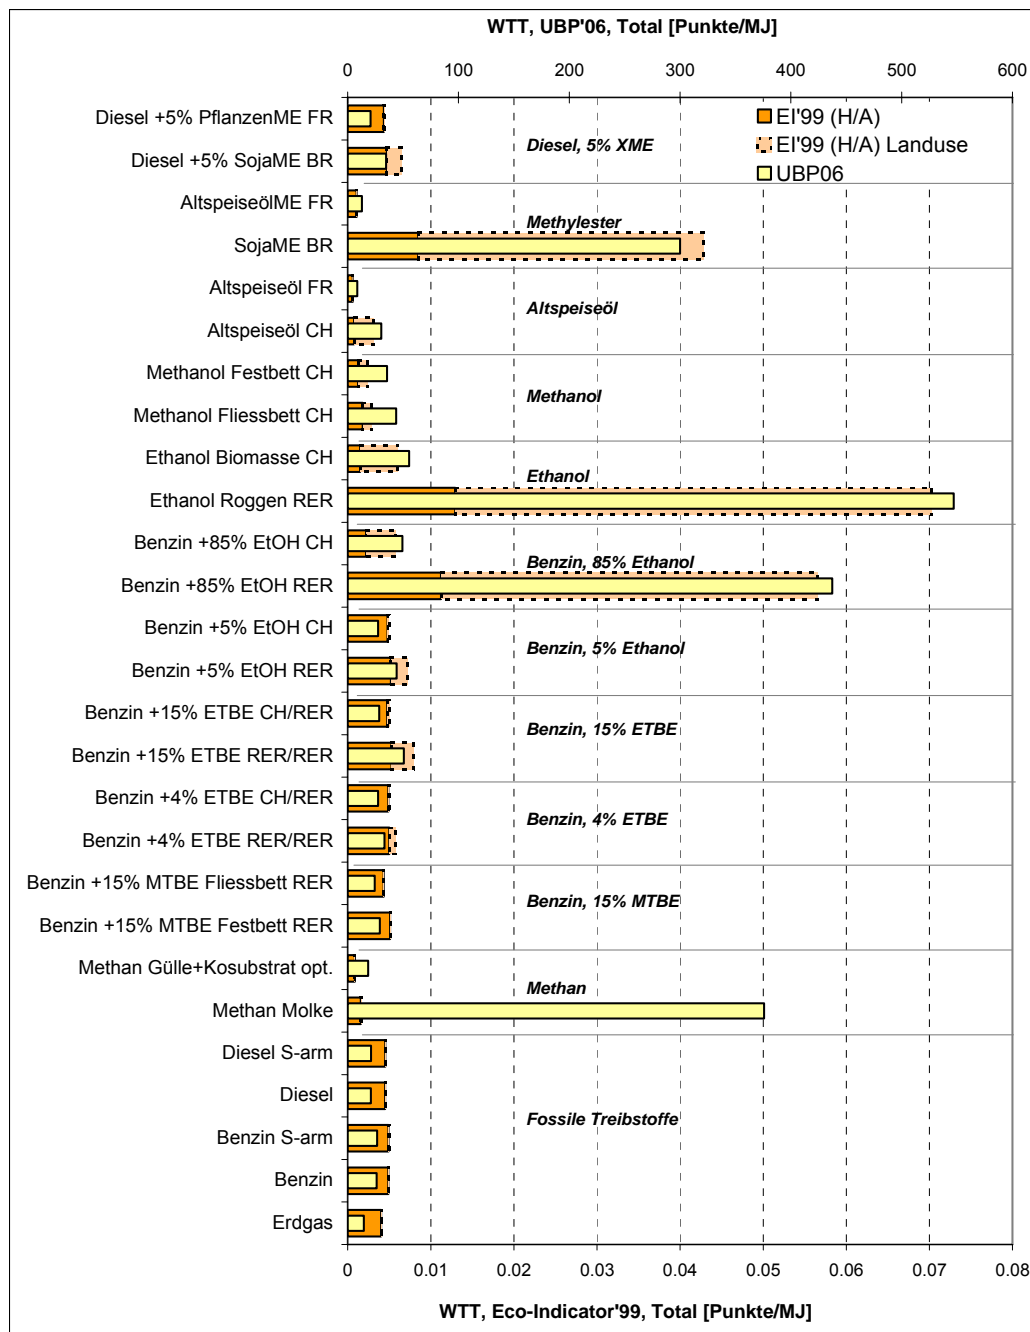 WTT, UBP'06, Total [Punkte/MJ]
0 100 200 300 400 500 600
EI'99 (H/A)
EI'99 (H/A) Landuse
UBP06
Diesel +5% PflanzenME FR
Diesel, 5% XME
Diesel +5% SojaME BR
AltspeiseölME FR
Methylester
SojaME BR
Altspeiseöl FR
Altspeiseöl
Altspeiseöl CH
Methanol Festbett CH
Methanol
Methanol Fliessbett CH
Ethanol Biomasse CH
Ethanol
Ethanol Roggen RER
Benzin +85% EtOH CH
Benzin, 85% Ethanol
Benzin +85% EtOH RER
Benzin +5% EtOH CH
Benzin, 5% Ethanol
Benzin +5% EtOH RER
Benzin +15% ETBE CH/RER
Benzin, 15% ETBE
Benzin +15% ETBE RER/RER
Benzin +4% ETBE CH/RER
Benzin, 4% ETBE
Benzin +4% ETBE RER/RER
Benzin +15% MTBE Fliessbett RER
Benzin, 15% MTBE
Benzin +15% MTBE Festbett RER
Methan Gülle+Kosubstrat opt.
Methan
Methan Molke
Diesel S-arm
Diesel
Fossile Treibstoffe
Benzin S-arm
Benzin
Erdgas
0 0.01 0.02 0.03 0.04 0.05 0.06 0.07 0.08
WTT, Eco-Indicator'99, Total [Punkte/MJ]